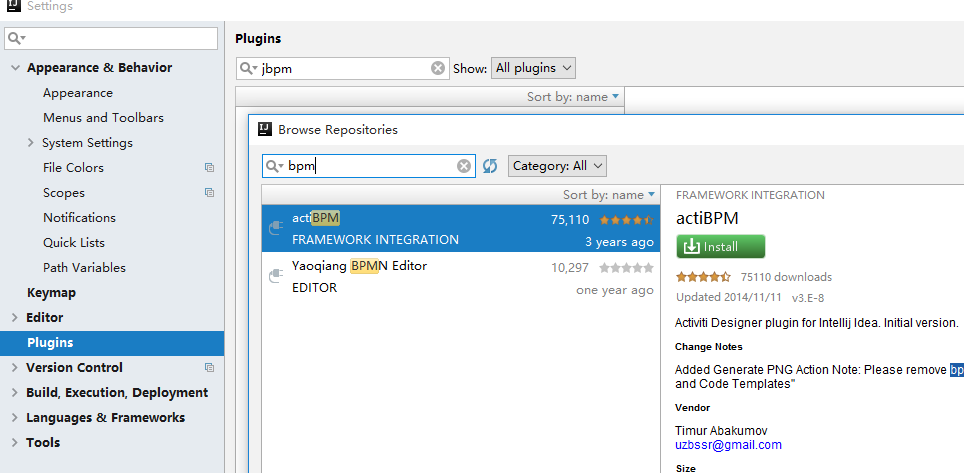 Settings
Appearance & Behavior
Appearance
Menus and Toolbars
System Settings
File Colors
Scopes
Notifications
Quick Lists
Path Variables
Keymap
Editor
Plugins
Version Control
Build, Execution, Deployment
Languages & Frameworks
Tools
Plugins
jbpm
Show: All plugins
Sort by: name
Browse Repositories
bpm
Category: All
Sort by: name
actiBPM 75,110
FRAMEWORK INTEGRATION 3 years ago
Yaoqiang BPMN Editor 10,297
EDITOR one year ago
FRAMEWORK INTEGRATION
actiBPM
Install
75110 downloads
Updated 2014/11/11 v3.E-8
Activiti Designer plugin for Intellij Idea. Initial version.
Change Notes
Added Generate PNG Action Note: Please remove bp
and Code Templates"
Vendor
Timur Abakumov
uzbssr@gmail.com
Size